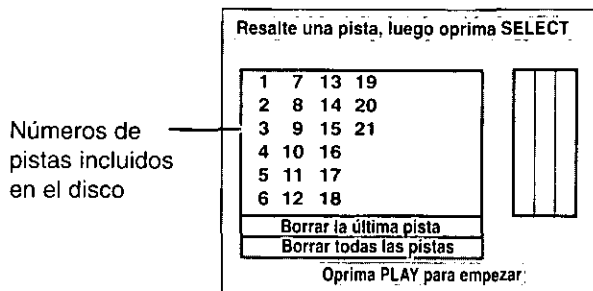 Resalte una pista, luego oprima SELECT
1 7 13 19
2 8 14 20
3 9 15 21
4 10 16
5 11 17
6 12 18
Números de
pistas incluidos
en el disco
Borrar la última pista
Borrar todas las pistas
Oprima PLAY para empezar